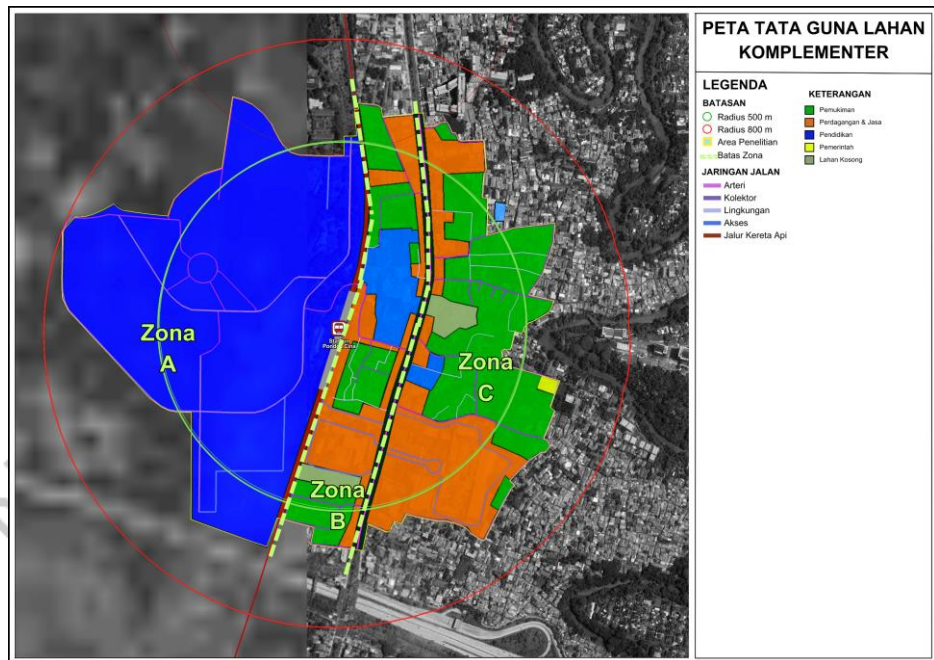 PETA TATA GUNA LAHAN
KOMPLEMENTER
LEGENDA
BATASAN
Radius 500 m
Radius 800 m
Area Penelitian
Batas Zona
JARINGAN JALAN
Arteri
Kolektor
Lingkungan
Akses
Jalur Kereta Api
KETERANGAN
Pemukiman
Perdagangan & Jasa
Pendidikan
Pemerintah
Lahan Kosong
Zona
A
Zona
C
Zona
B